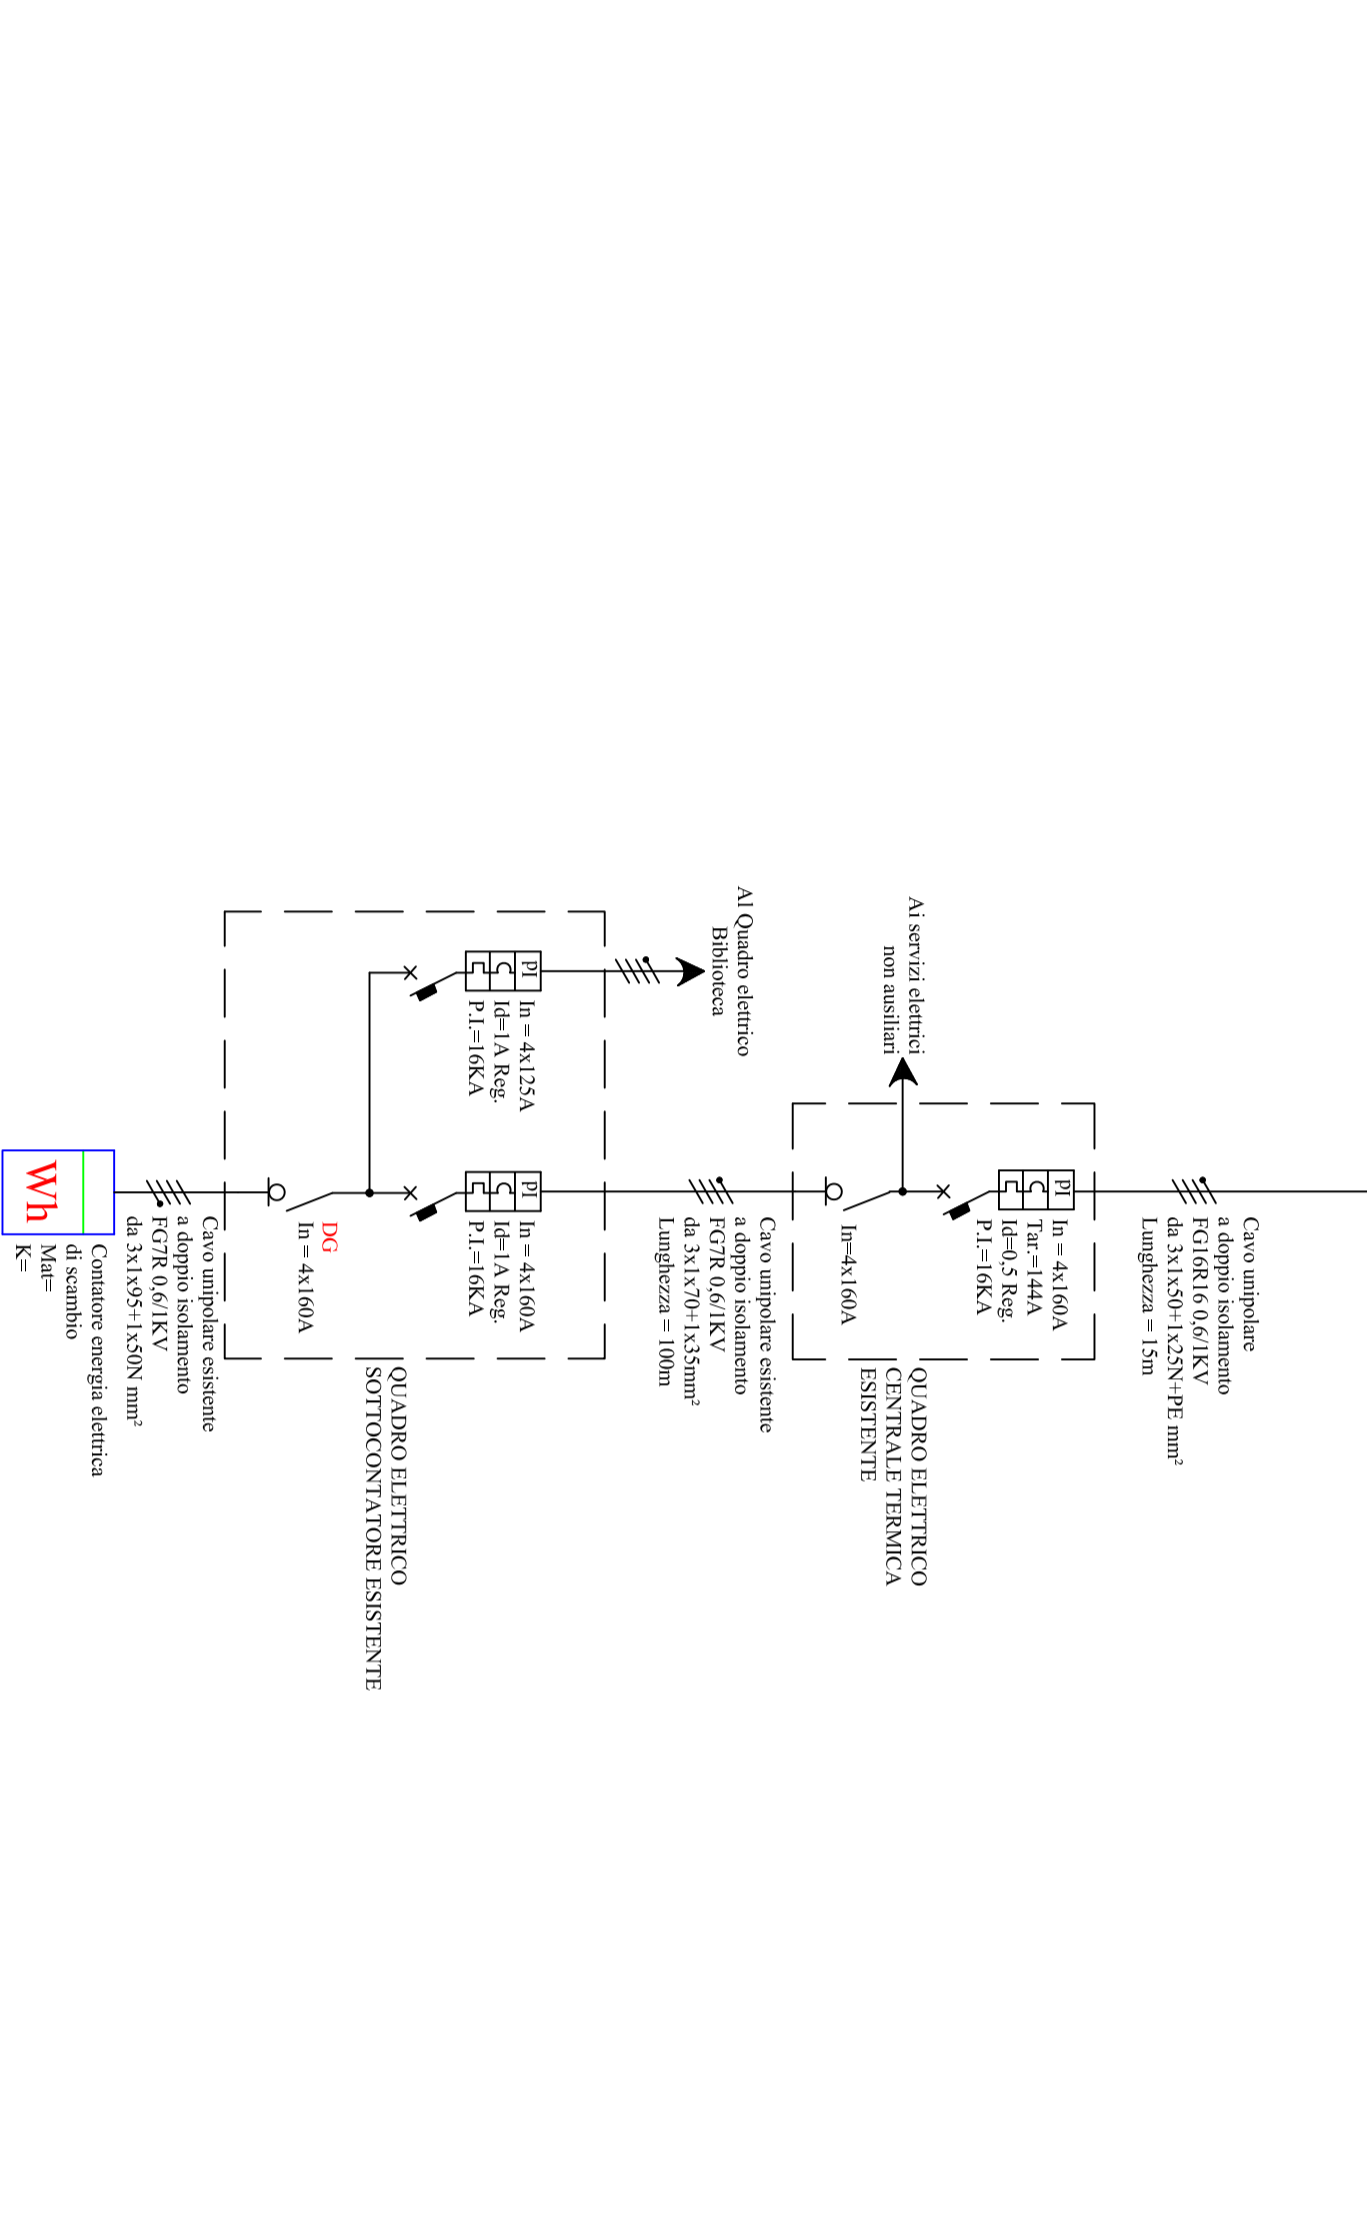 Cavo unipolare
a doppio isolamento
FG16R16 0,6/1KV
da 3x1x50+1x25N+PE mm²
Lunghezza = 15m
Ai servizi elettrici
non ausiliari
PI
In = 4x160A
Tar.=144A
Id=0,5 Reg.
P.I.=16KA
In=4x160A
QUADRO ELETTRICO
CENTRALE TERMICA
ESISTENTE
Al Quadro elettrico
Biblioteca
Cavo unipolare esistente
a doppio isolamento
FG7R 0,6/1KV
da 3x1x70+1x35mm²
Lunghezza = 100m
PI
In = 4x125A
Id=1A Reg.
P.I.=16KA
PI
In = 4x160A
Id=1A Reg.
P.I.=16KA
DG
In = 4x160A
QUADRO ELETTRICO
SOTTOCONTATORE ESISTENTE
Cavo unipolare esistente
a doppio isolamento
FG7R 0,6/1KV
da 3x1x95+1x50N mm²
Wh
Contatore energia elettrica
di scambio
Mat=
K=